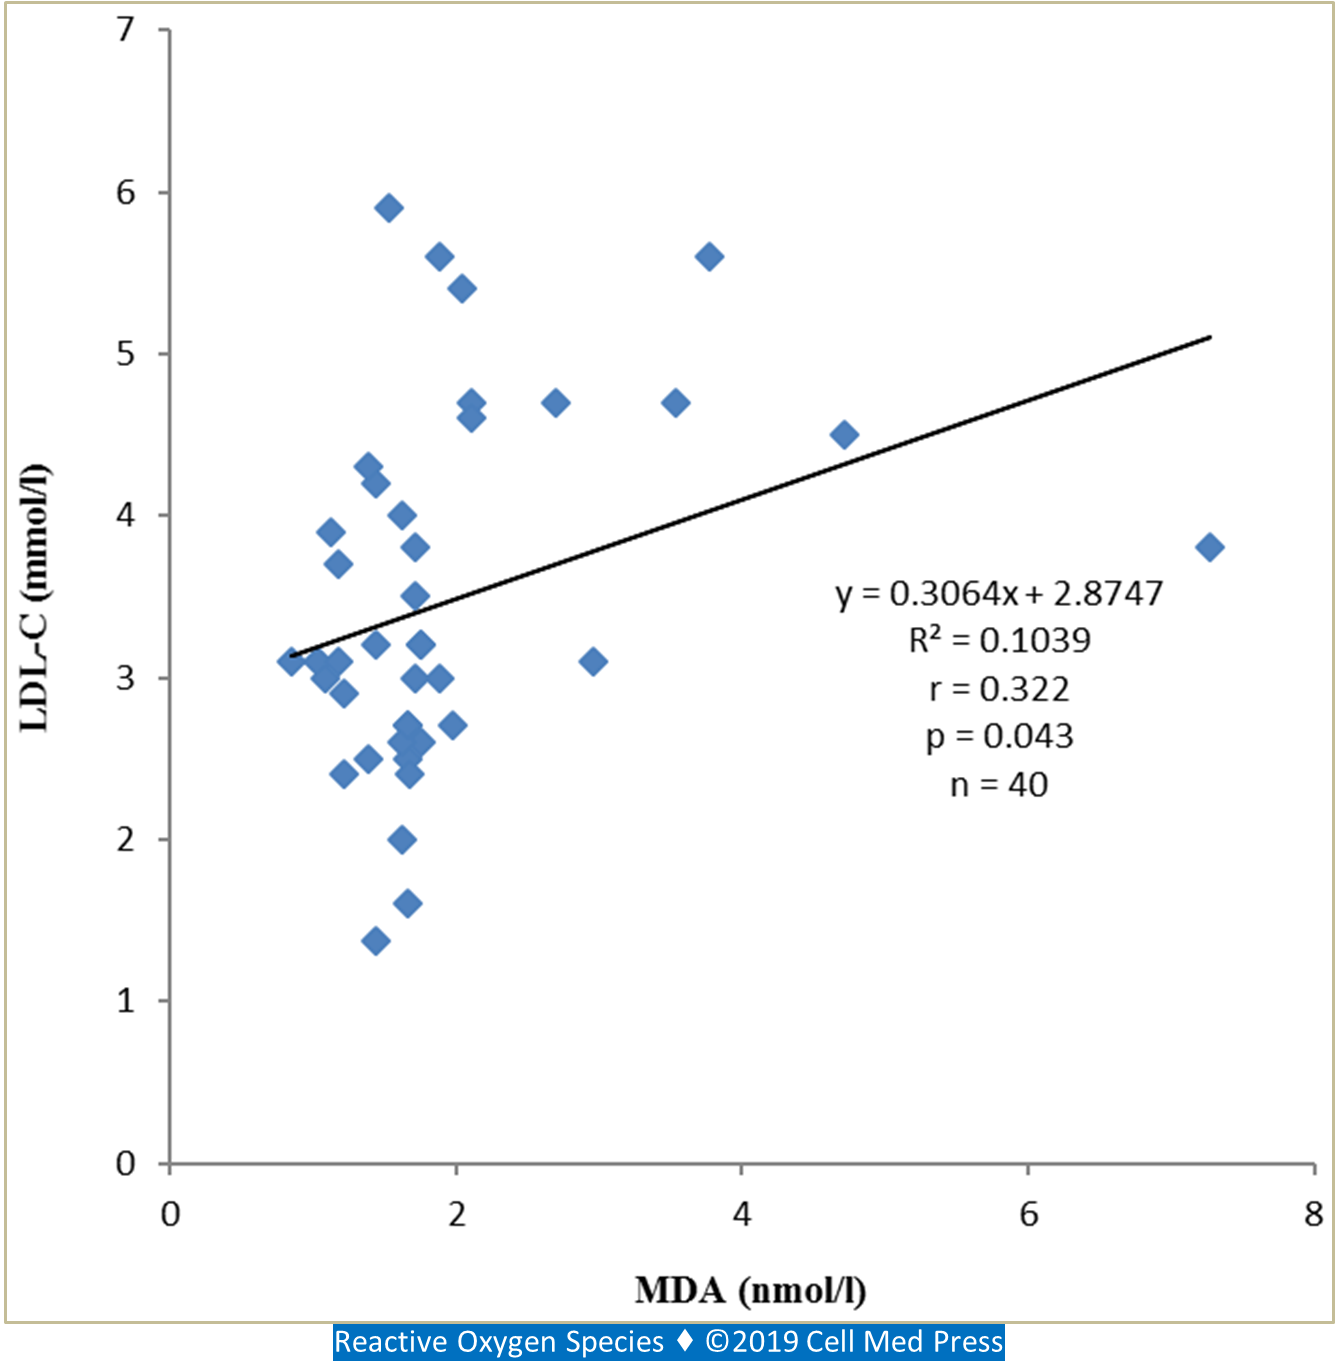 7
6
5
4
3
2
1
0
0 2 4 6 8
LDL-C (mmol/l)
MDA (nmol/l)
y = 0.3064x + 2.8747
R² = 0.1039
r = 0.322
p = 0.043
n = 40
Reactive Oxygen Species ♦ ©2019 Cell Med Press